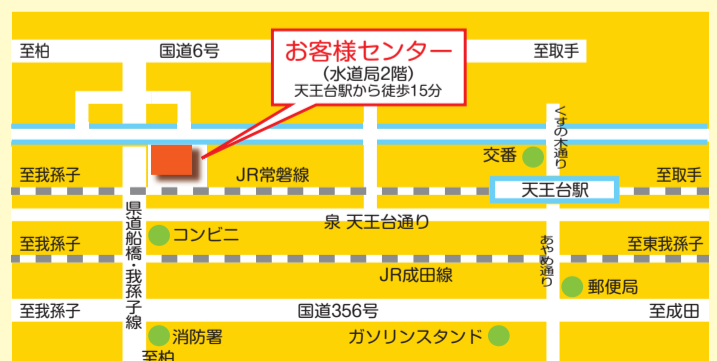 至柏
国道6号
お客様センター
(水道局2階)
天王台駅から徒歩15分
至取手
くすの木通り
交番
至我孫子
JR常磐線
天王台駅
至取手
県道船橋・我孫子線
泉 天王台通り
コンビニ
至我孫子
あやめ通り
至東我孫子
JR成田線
郵便局
至我孫子
国道356号
至成田
消防署
ガソリンスタンド
至柏